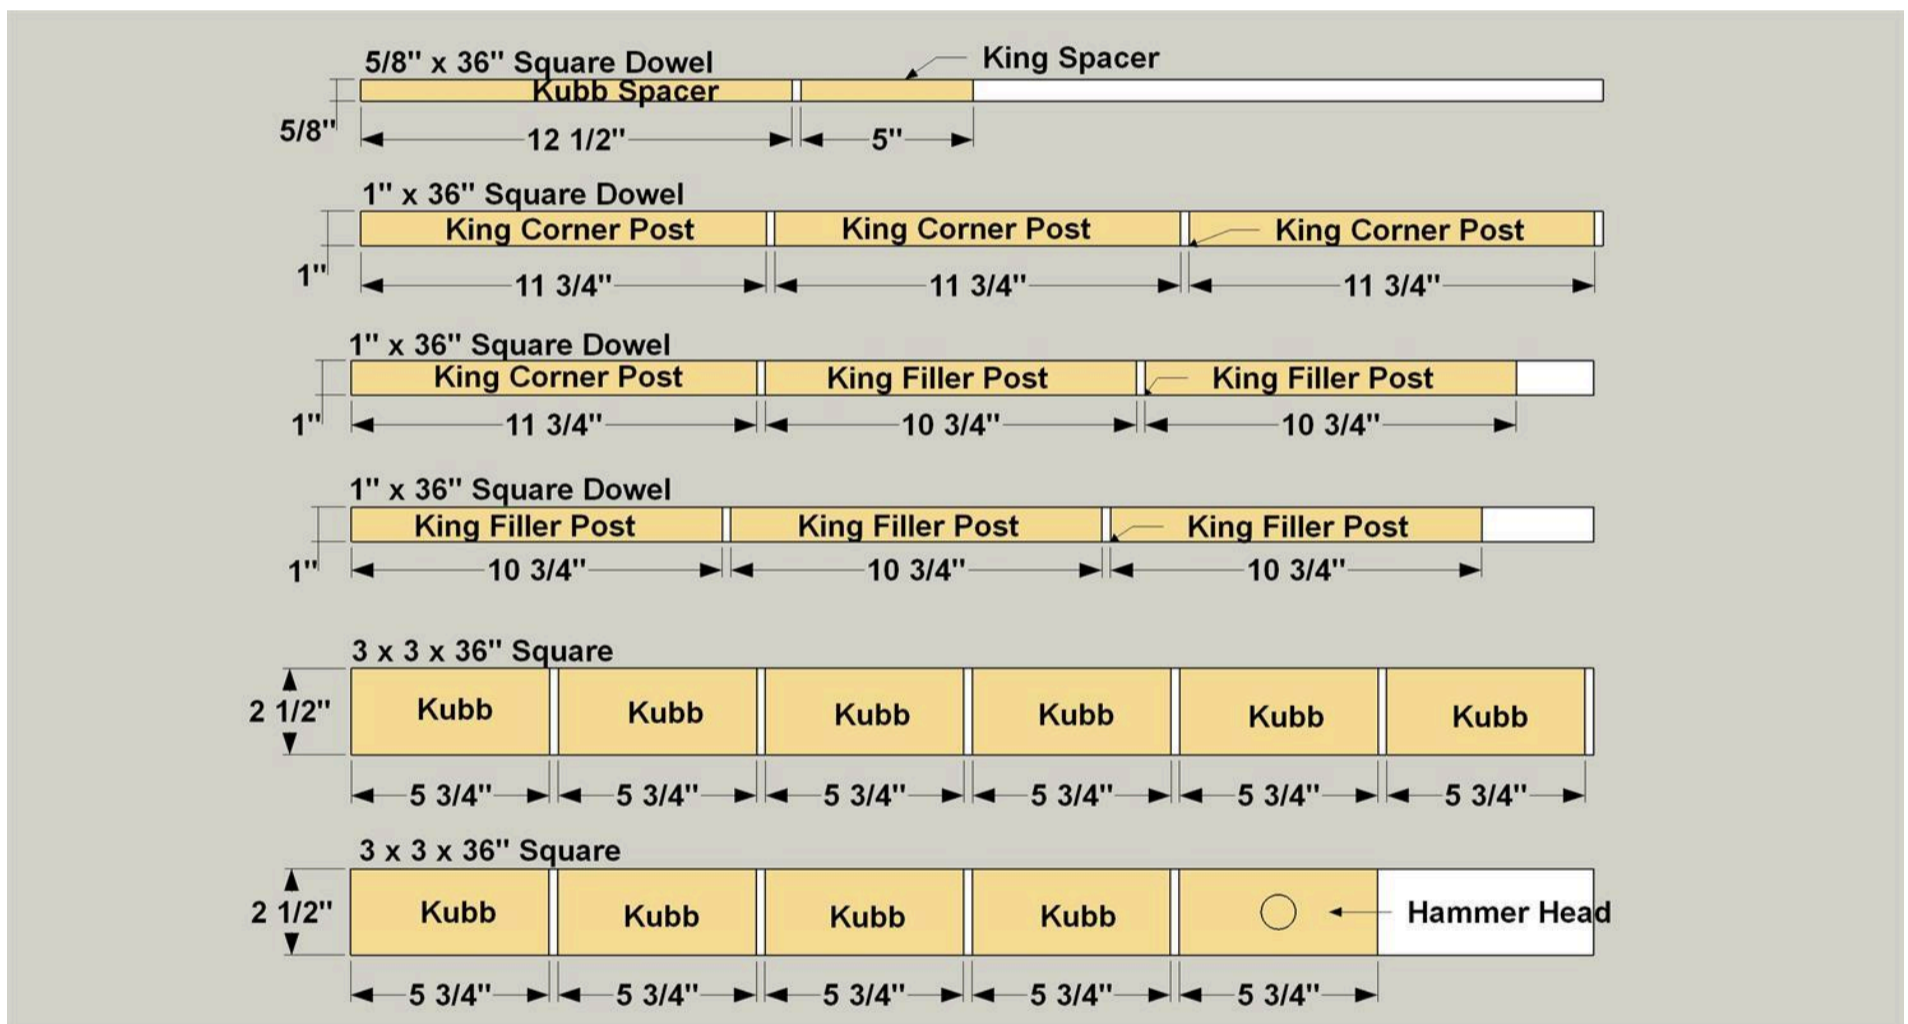 5/8" x 36" Square Dowel
King Spacer
Kubb Spacer
5/8"
12 1/2"
5"
1" x 36" Square Dowel
King Corner Post
King Corner Post
King Corner Post
1"
11 3/4"
11 3/4"
11 3/4"
1" x 36" Square Dowel
King Corner Post
King Filler Post
King Filler Post
1"
11 3/4"
10 3/4"
10 3/4"
1" x 36" Square Dowel
King Filler Post
King Filler Post
King Filler Post
1"
10 3/4"
10 3/4"
10 3/4"
3 x 3 x 36" Square
2 1/2"
Kubb
Kubb
Kubb
Kubb
Kubb
Kubb
5 3/4"
5 3/4"
5 3/4"
5 3/4"
5 3/4"
5 3/4"
3 x 3 x 36" Square
2 1/2"
Kubb
Kubb
Kubb
Kubb
Hammer Head
5 3/4"
5 3/4"
5 3/4"
5 3/4"
5 3/4"